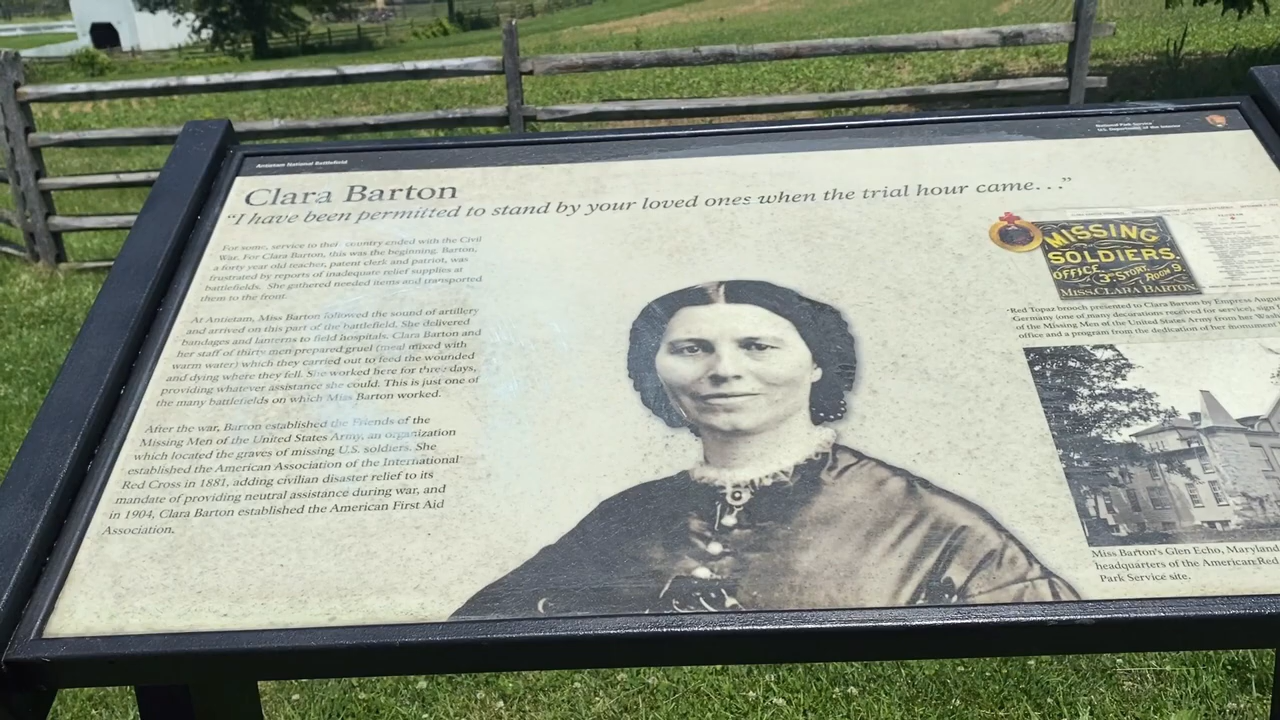 Antietam National Battlefield
National Park Service
U.S. Department of the Interior
Clara Barton
"I have been permitted to stand by your loved ones when the trial hour came..."
For some, service to thei country ended with the Civil
War. For Clara Barton, this was the beginning. Barton,
a forty year old teacher, patent clerk and patriot, was
frustrated by reports of inadequate relief supplies at
battlefields. She gathered needed items and transported
them to the front.
At Antietam, Miss Barton followed the sound of artillery
and arrived on this part of the battlefield. She delivered
bandages and lanterns to field hospitals. Clara Barton and
her staff of thirty men prepared gruel (meal mixed with
warm water) which they carried out to feed the wounded
and dying where they fell. She worked here for three days,
providing whatever assistance she could. This is just one of
the many battlefields on which Miss Barton worked.
After the war, Barton established the Friends of the
Missing Men of the United States Army, an organization
which located the graves of missing U.S. soldiers. She
established the American Association of the International
Red Cross in 1881, adding civilian disaster relief to its
mandate of providing neutral assistance during war, and
in 1904, Clara Barton established the American First Aid
Association.
MISSING
SOLDIERS.
OFFICE.
3RD STORY,
ROOM 9.
MISS. CLARA BARTON
Red Topaz brooch presented to Clara Barton by Empress
Germany (one of many decorations received for service), sign
of the Missing Men of the United States Army from her
office and a program from the dedication of her monument
Miss Barton's Glen Echo, Maryland
headquarters of the American Red
Park Service site.